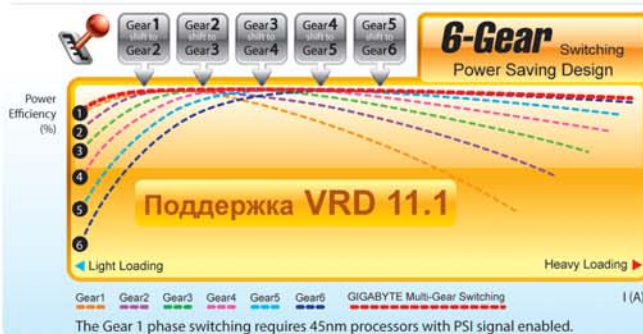 Gear1 shift to Gear2
Gear2 shift to Gear3
Gear3 shift to Gear4
Gear4 shift to Gear5
Gear5 shift to Gear6
6-Gear Switching
Power Saving Design
Power Efficiency (%)
1
2
3
4
5
6
Поддержка VRD 11.1
Light Loading
Heavy Loading
Gear1 Gear2 Gear3 Gear4 Gear5 Gear6 GIGABYTE Multi-Gear Switching I (A)
The Gear 1 phase switching requires 45nm processors with PSI signal enabled.